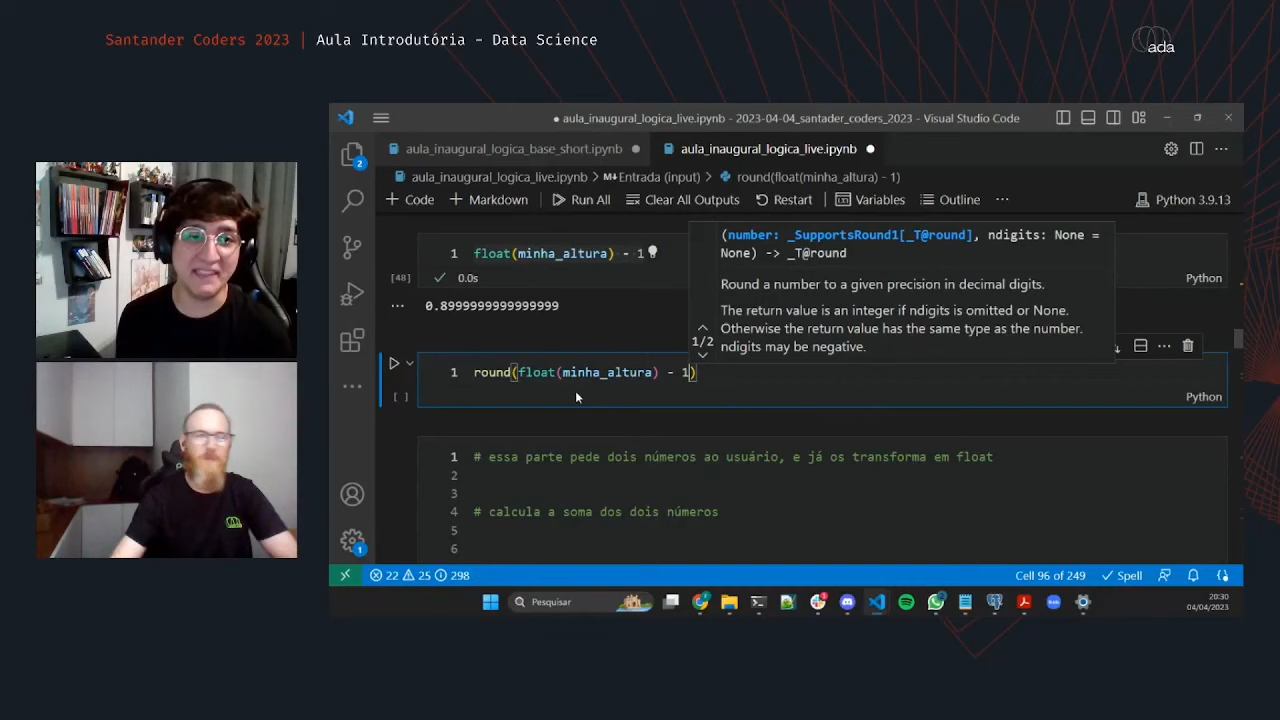 Santander Coders 2023 | Aula Introdutória - Data Science
ada
● aula_inaugural_logica_live.ipynb - 2023-04-04_santader_coders_2023 - Visual Studio Code
aula_inaugural_logica_base_short.ipynb ●
aula_inaugural_logica_live.ipynb ●
aula_inaugural_logica_live.ipynb > M↓Entrada (input) > round(float(minha_altura) - 1)
+ Code + Markdown Run All Clear All Outputs Restart Variables Outline ··· Python 3.9.13
2
1 float(minha_altura) - 1
[48] 0.0s Python
··· 0.8999999999999999
(number: _SupportsRound1[_T@round], ndigits: None =
None) -> _T@round
Round a number to a given precision in decimal digits.
The return value is an integer if ndigits is omitted or None.
Otherwise the return value has the same type as the number.
ndigits may be negative.
1/2
1 round(float(minha_altura) - 1)
[ ] Python
1 # essa parte pede dois números ao usuário, e já os transforma em float
2
3
4 # calcula a soma dos dois números
5
6
1
22 25 298 Cell 96 of 249 Spell
Pesquisar
20:30
04/04/2023